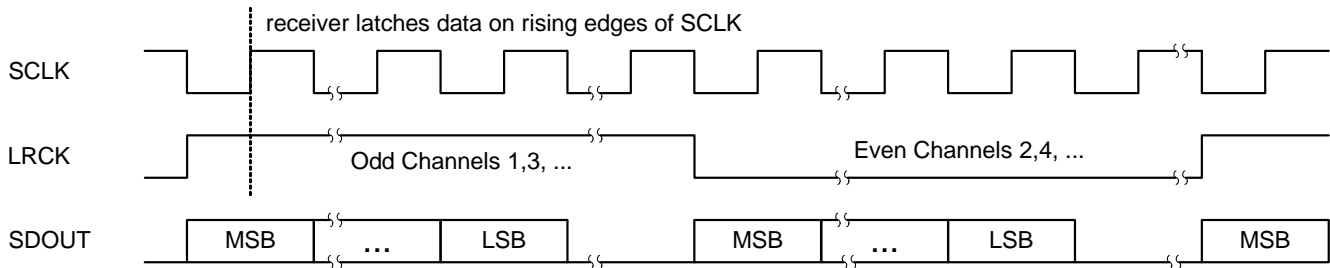 receiver latches data on rising edges of SCLK
SCLK
LRCK
Odd Channels 1,3, ...
Even Channels 2,4, ...
SDOUT
MSB
...
LSB
MSB
...
LSB
MSB